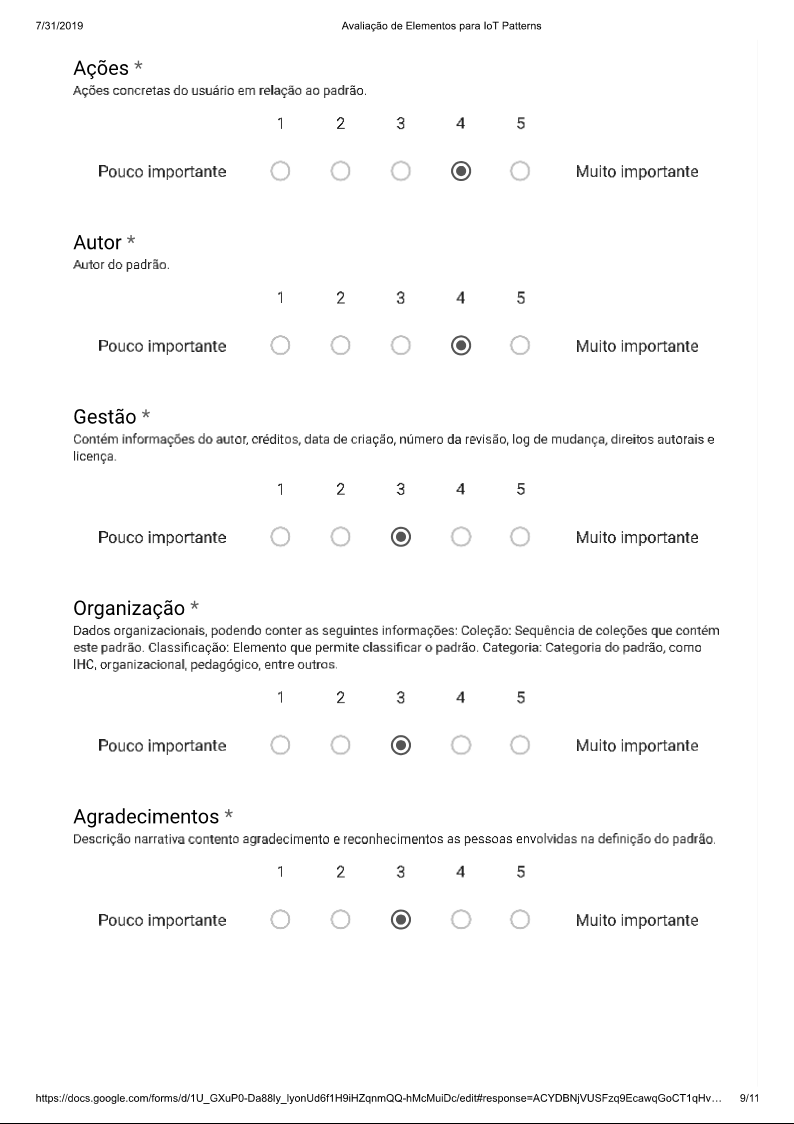 7/31/2019 Avaliação de Elementos para IoT Patterns
Ações *
Ações concretas do usuário em relação ao padrão.
1 2 3 4 5
Pouco importante Muito importante
Autor *
Autor do padrão.
1 2 3 4 5
Pouco importante Muito importante
Gestão *
Contém informações do autor, créditos, data de criação, número da revisão, log de mudança, direitos autorais e
licença.
1 2 3 4 5
Pouco importante Muito importante
Organização *
Dados organizacionais, podendo conter as seguintes informações: Coleção: Sequência de coleções que contém
este padrão. Classificação: Elemento que permite classificar o padrão. Categoria: Categoria do padrão, como
IHC, organizacional, pedagógico, entre outros.
1 2 3 4 5
Pouco importante Muito importante
Agradecimentos *
Descrição narrativa contento agradecimento e reconhecimentos as pessoas envolvidas na definição do padrão.
1 2 3 4 5
Pouco importante Muito importante
https://docs.google.com/forms/d/1U_GXuP0-Da88ly_lyonUd6f1H9iHZqnmQQ-hMcMuiDc/edit#response=ACYDBNjVUSFzq9EcawqGoCT1qHv… 9/11